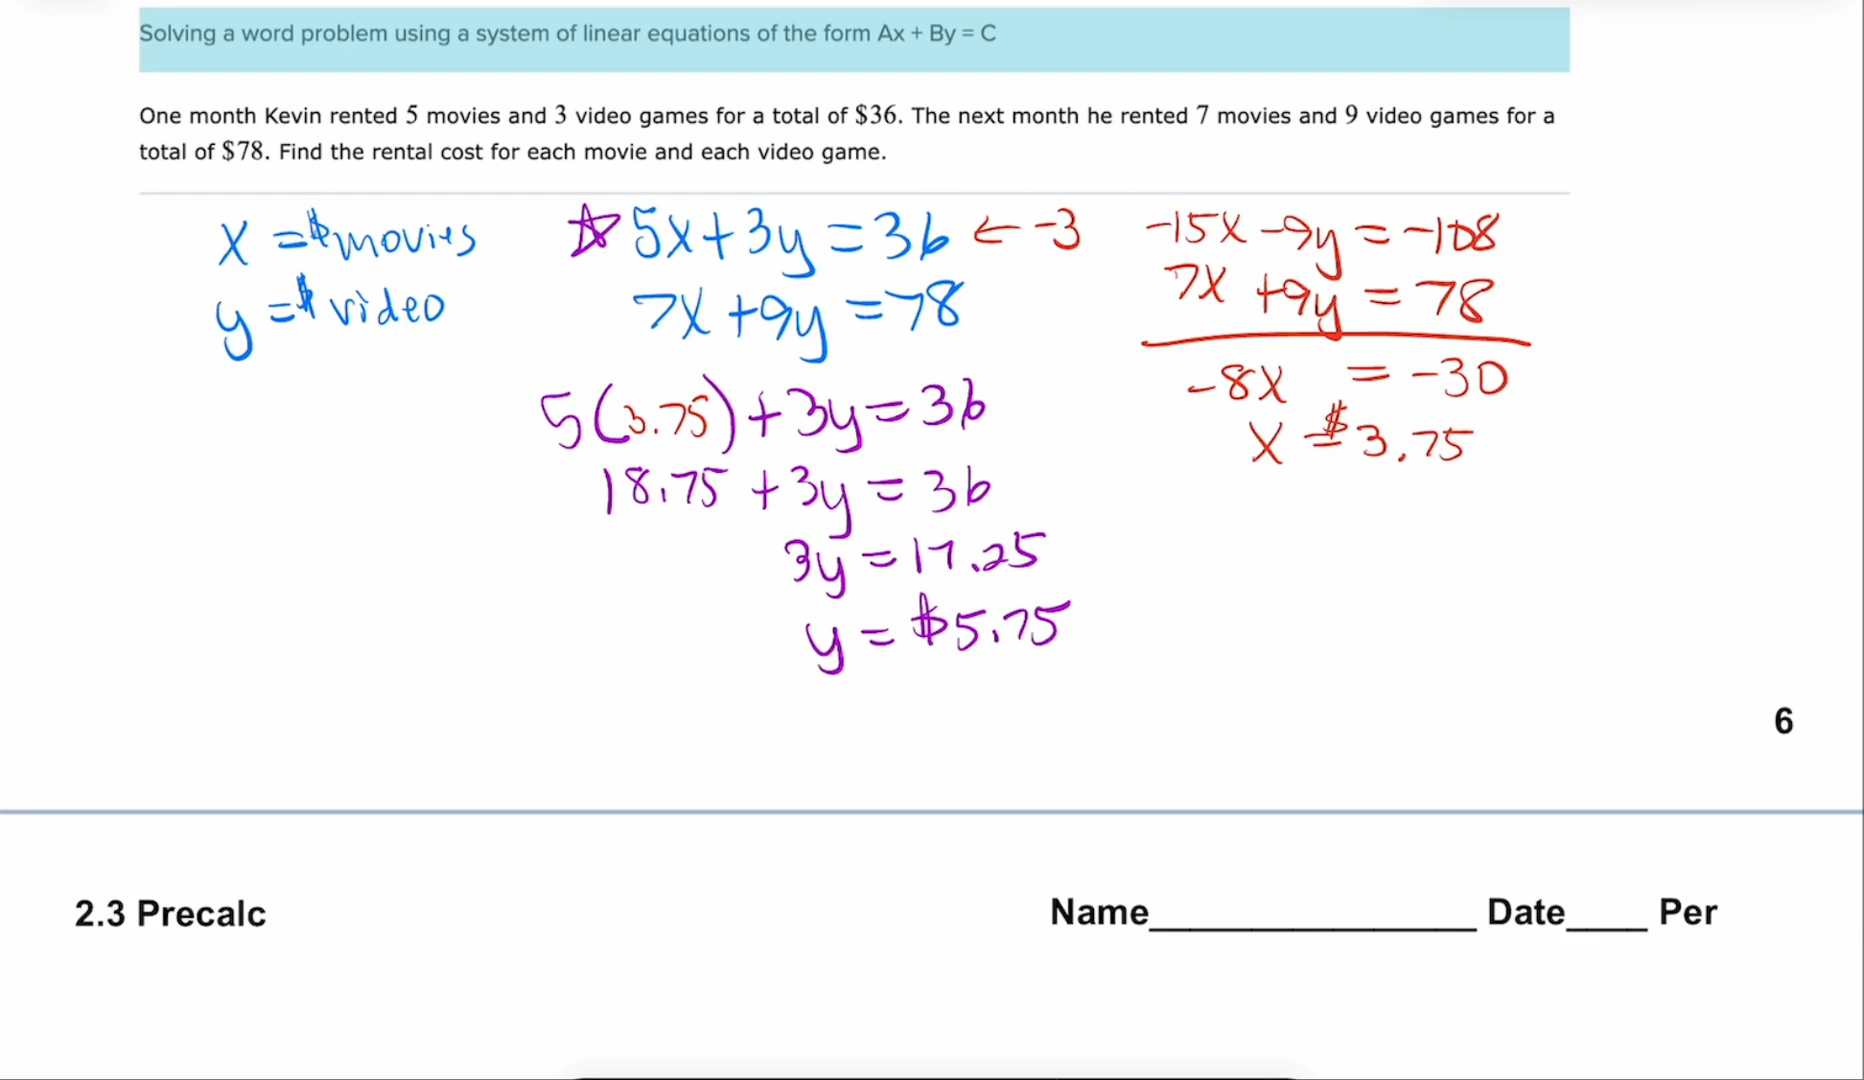 Solving a word problem using a system of linear equations of the form Ax + By = C
One month Kevin rented 5 movies and 3 video games for a total of $36. The next month he rented 7 movies and 9 video games for a
total of $78. Find the rental cost for each movie and each video game.
x = $ movies
y = $ video
☆ 5x + 3y = 36 ← -3
7x + 9y = 78
5(3.75) + 3y = 36
18.75 + 3y = 36
3y = 17.25
y = $5.75
-15x - 9y = -108
7x + 9y = 78
-8x = -30
x = $3.75
6
2.3 Precalc
Name________________ Date____ Per